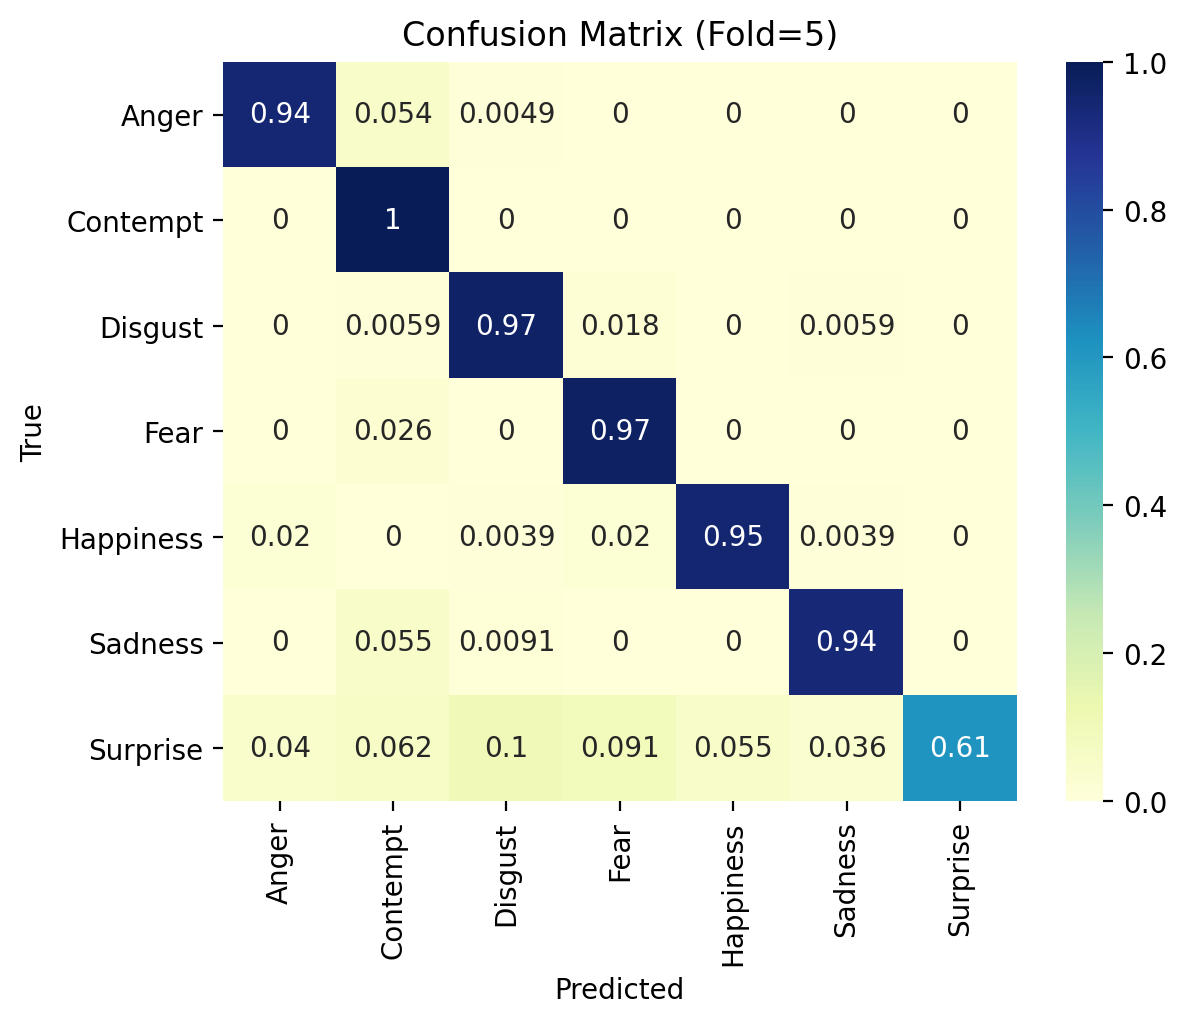 Confusion Matrix (Fold=5)
Anger 0.94 0.054 0.0049 0 0 0 0
Contempt 0 1 0 0 0 0 0
Disgust 0 0.0059 0.97 0.018 0 0.0059 0
Fear 0 0.026 0 0.97 0 0 0
Happiness 0.02 0 0.0039 0.02 0.95 0.0039 0
Sadness 0 0.055 0.0091 0 0 0.94 0
Surprise 0.04 0.062 0.1 0.091 0.055 0.036 0.61
True
Anger Contempt Disgust Fear Happiness Sadness Surprise
Predicted
1.0
0.8
0.6
0.4
0.2
0.0